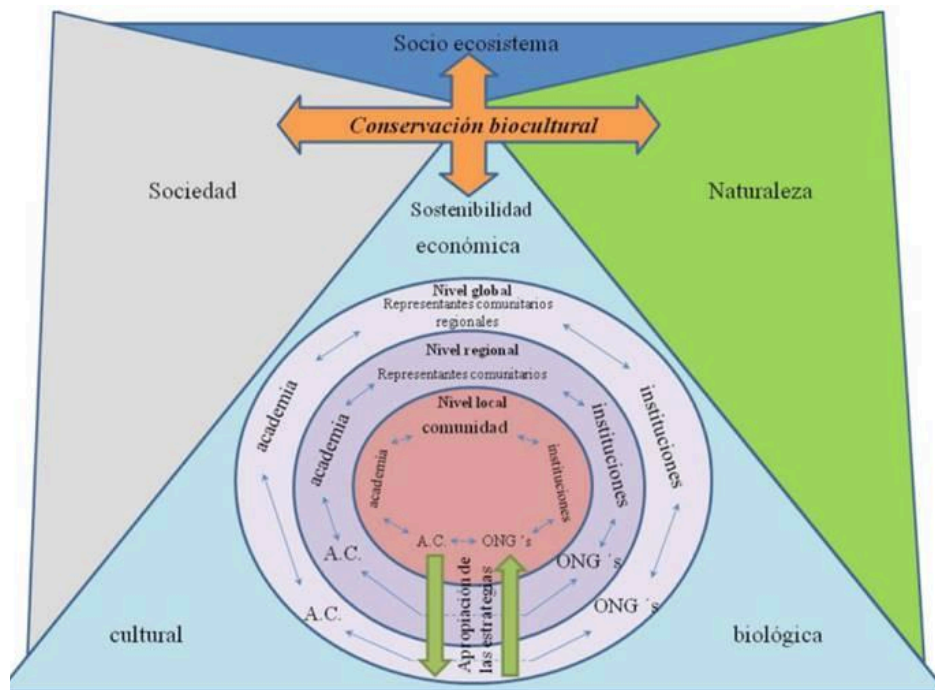 Socio ecosistema
Conservación biocultural
Sociedad
Naturaleza
Sostenibilidad
económica
Nivel global
Representantes comunitarios
regionales
academia
instituciones
Nivel regional
Representantes comunitarios
academia
instituciones
Nivel local
comunidad
academia
instituciones
A.C.
ONG ´s
A.C.
ONG ´s
A.C.
ONG ´s
Apropiación de
las estrategias
cultural
biológica